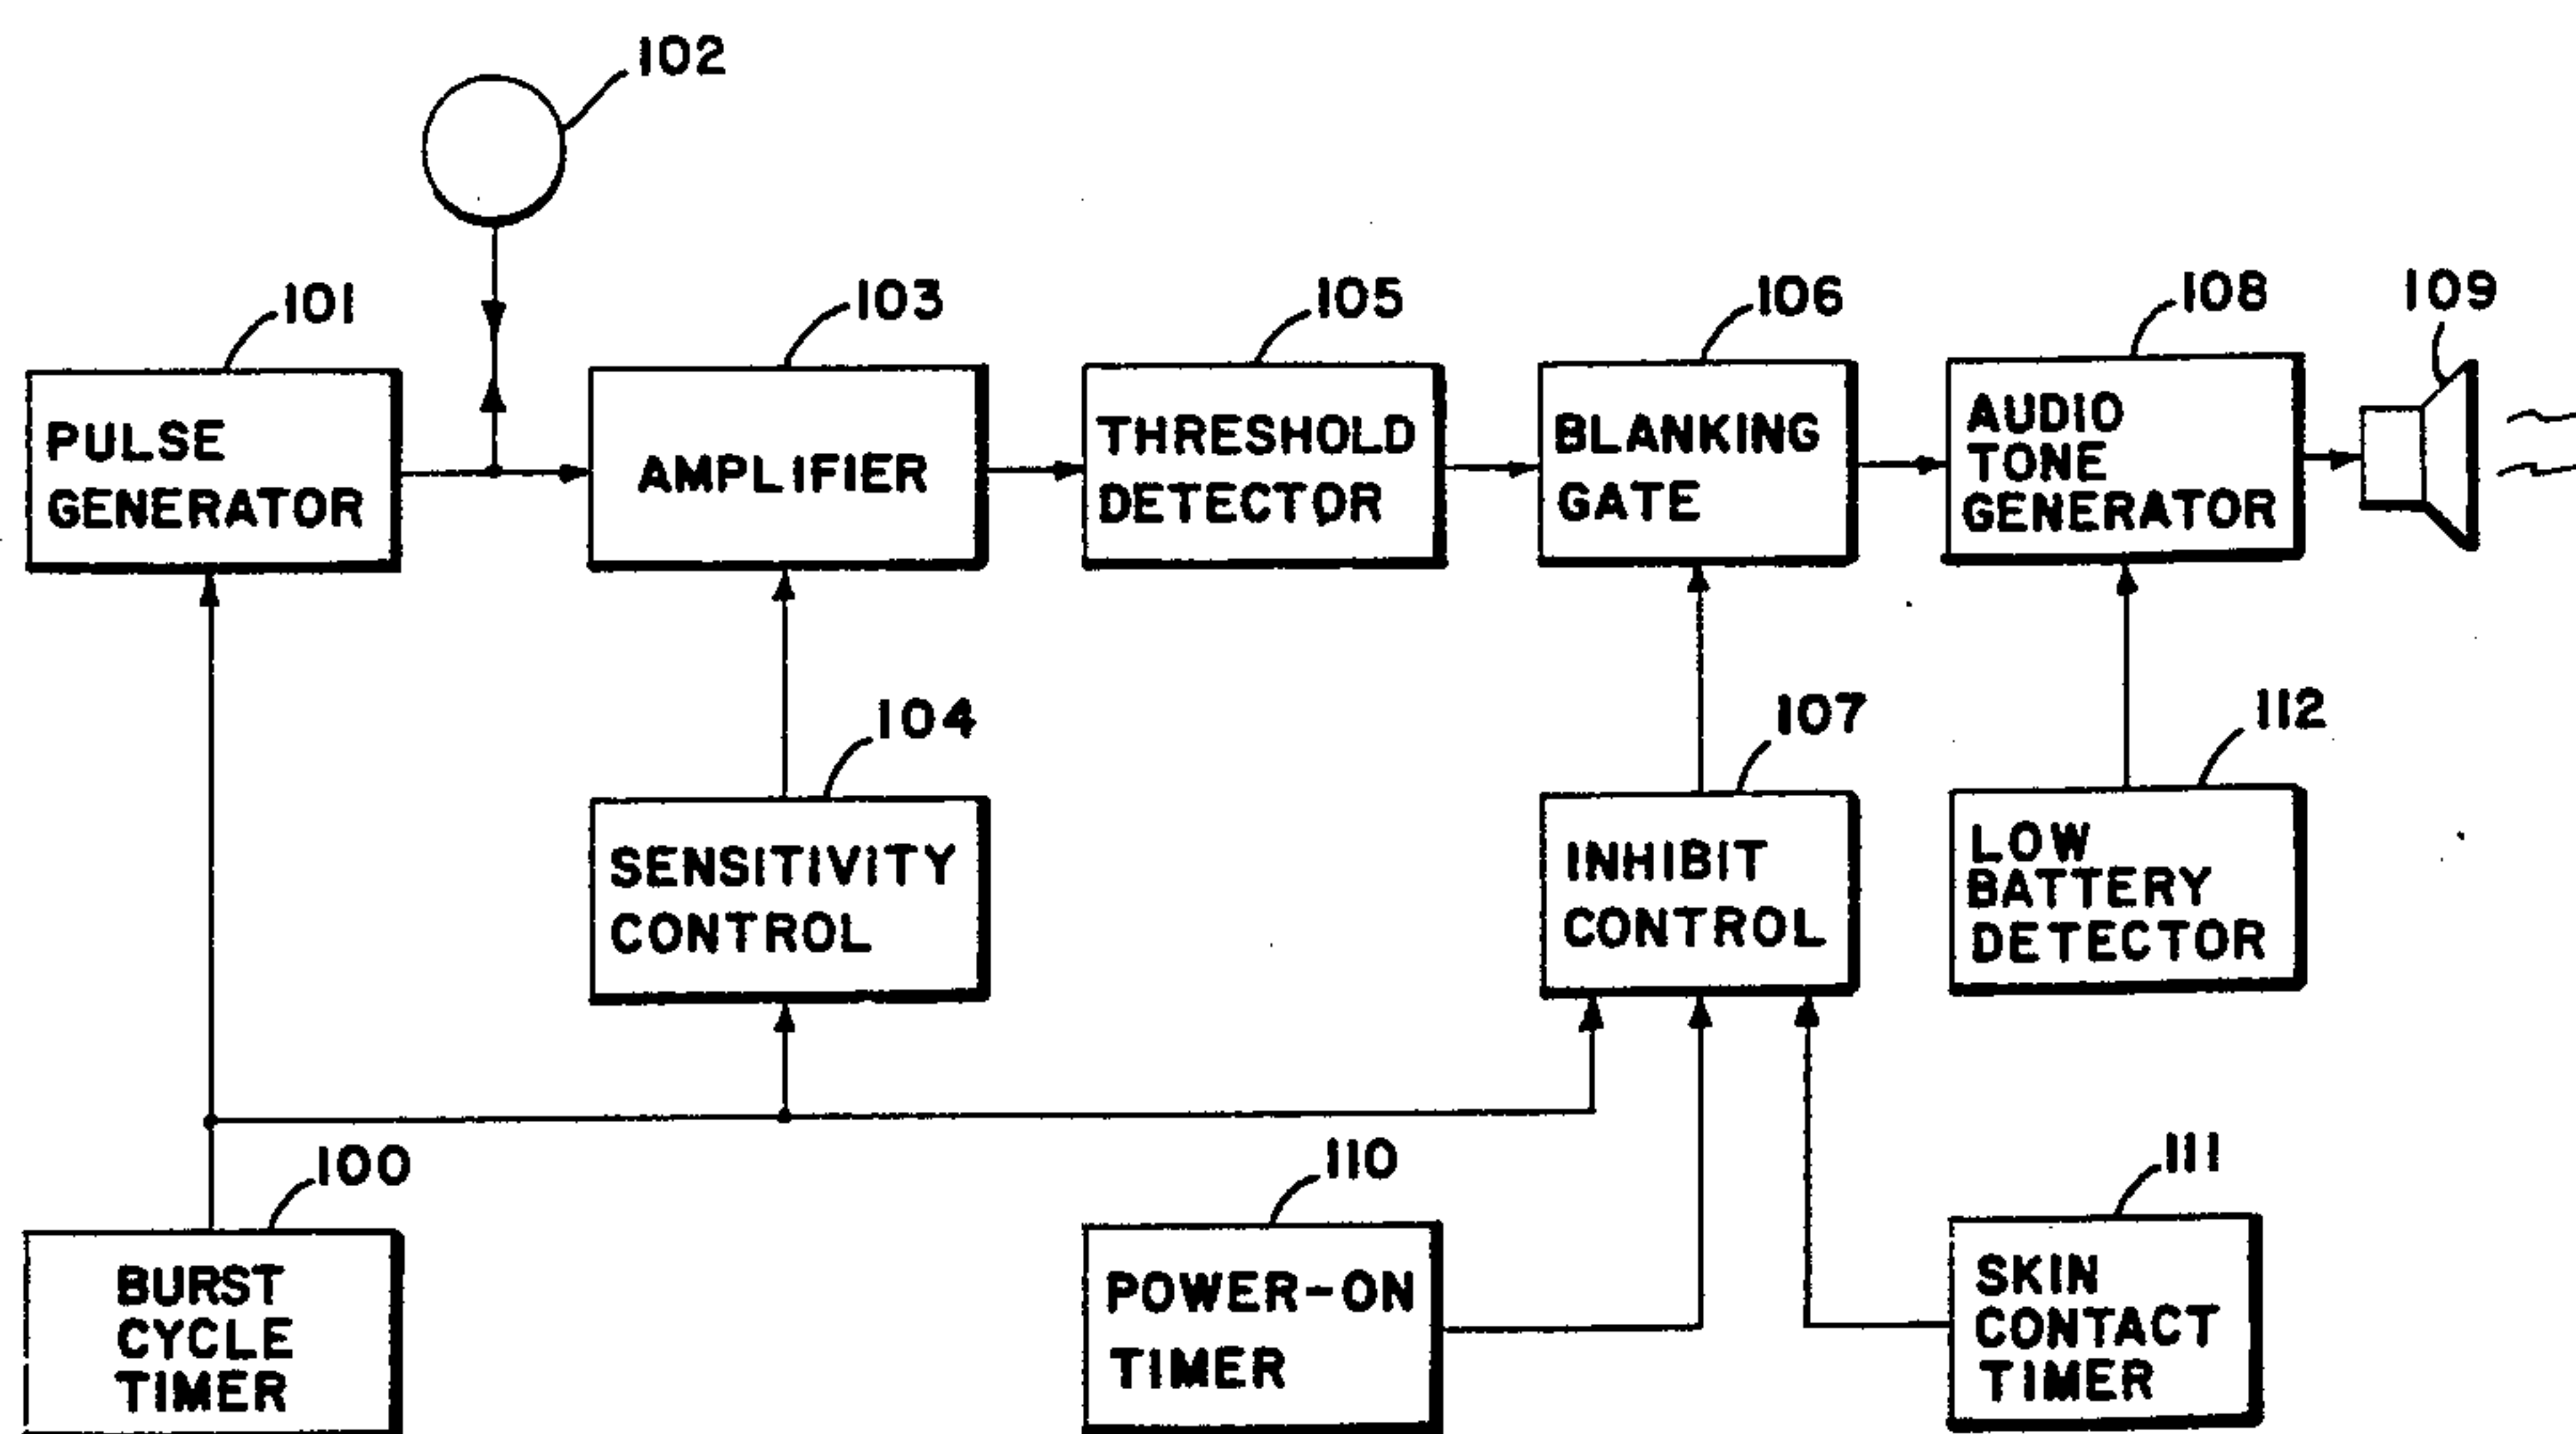 102
101
103
105
106
108
109
PULSE
GENERATOR
AMPLIFIER
THRESHOLD
DETECTOR
BLANKING
GATE
AUDIO
TONE
GENERATOR
104
107
112
SENSITIVITY
CONTROL
INHIBIT
CONTROL
LOW
BATTERY
DETECTOR
100
110
111
BURST
CYCLE
TIMER
POWER-ON
TIMER
SKIN
CONTACT
TIMER